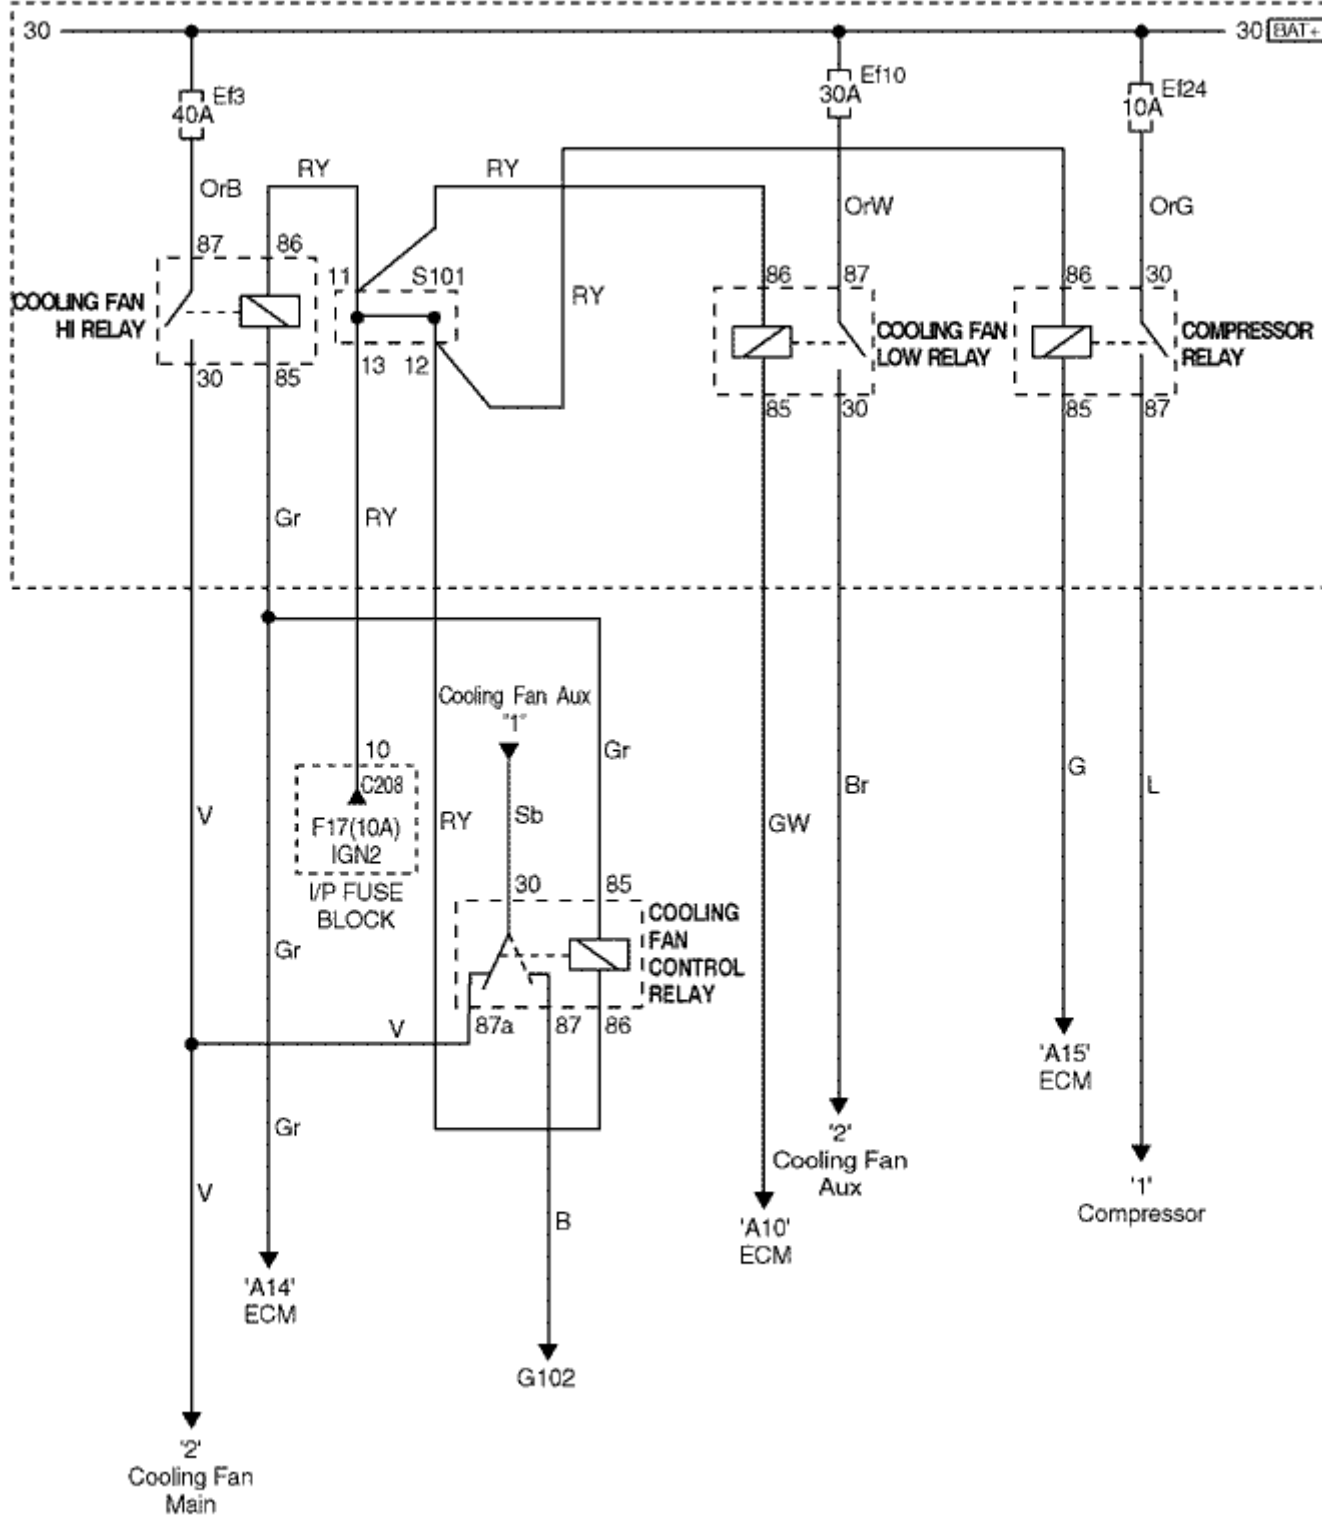 30
30 BAT+
Ef3
40A
Ef10
30A
Ef24
10A
RY
RY
OrB
OrW
OrG
87
86
11
S101
86
87
86
30
RY
COOLING FAN
HI RELAY
COOLING FAN
LOW RELAY
COMPRESSOR
RELAY
13
12
30
85
85
30
85
87
Gr
RY
Cooling Fan Aux
"1"
10
C208
F17(10A)
IGN2
I/P FUSE
BLOCK
Gr
G
Br
L
V
RY
Sb
GW
30
85
COOLING
FAN
CONTROL
RELAY
Gr
87a
87
86
V
'A15'
ECM
Gr
'2'
Cooling Fan
Aux
V
'1'
Compressor
B
'A10'
ECM
'A14'
ECM
G102
'2'
Cooling Fan
Main